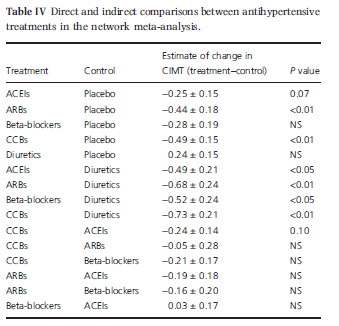 Table IV Direct and indirect comparisons between antihypertensive
treatments in the network meta-analysis.
Estimate of change in
Treatment Control CIMT (treatment–control) P value
ACEIs Placebo −0.25 ± 0.15 0.07
ARBs Placebo −0.44 ± 0.18 <0.01
Beta-blockers Placebo −0.28 ± 0.19 NS
CCBs Placebo −0.49 ± 0.15 <0.01
Diuretics Placebo 0.24 ± 0.15 NS
ACEIs Diuretics −0.49 ± 0.21 <0.05
ARBs Diuretics −0.68 ± 0.24 <0.01
Beta-blockers Diuretics −0.52 ± 0.24 <0.05
CCBs Diuretics −0.73 ± 0.21 <0.01
CCBs ACEIs −0.24 ± 0.14 0.10
CCBs ARBs −0.05 ± 0.28 NS
CCBs Beta-blockers −0.21 ± 0.17 NS
ARBs ACEIs −0.19 ± 0.18 NS
ARBs Beta-blockers −0.16 ± 0.20 NS
Beta-blockers ACEIs 0.03 ± 0.17 NS